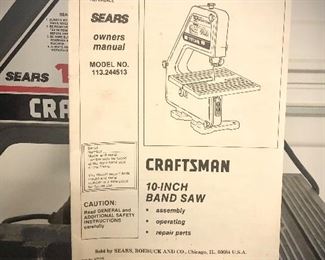 SEARS
owners
manual
MODEL NO.
113.244513
SEARS
CRA
CRAFTSMAN
10-INCH
BAND SAW
• assembly
• operating
• repair parts
CAUTION:
Read GENERAL and
ADDITIONAL SAFETY
INSTRUCTIONS
carefully
Sold by SEARS, ROEBUCK AND CO., Chicago, IL. 60684 U.S.A.